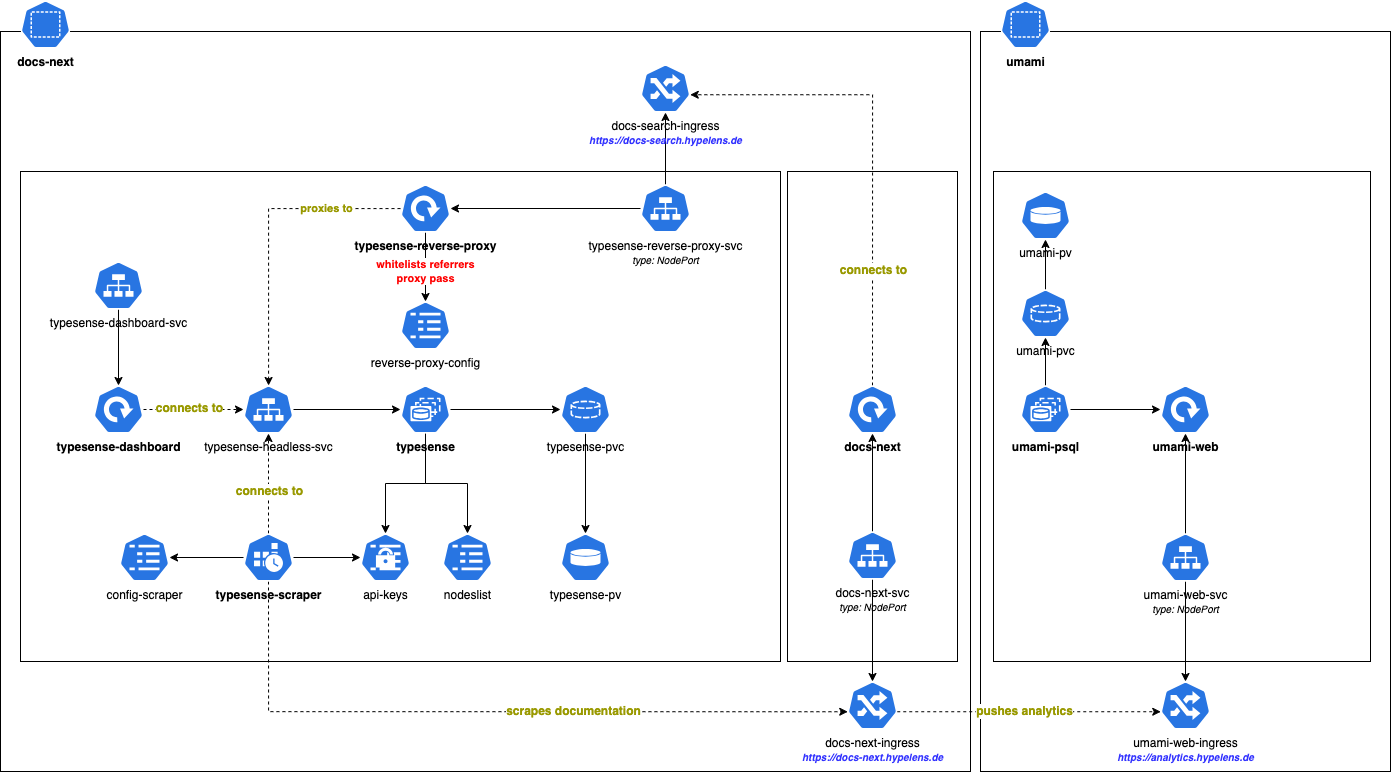 docs-next
umami
docs-search-ingress
https://docs-search.hypelens.de
proxies to
typesense-reverse-proxy
whitelists referrers
proxy pass
typesense-reverse-proxy-svc
type: NodePort
connects to
umami-pv
typesense-dashboard-svc
reverse-proxy-config
umami-pvc
connects to
typesense-dashboard
typesense-headless-svc
typesense
typesense-pvc
docs-next
umami-psql
umami-web
connects to
config-scraper
typesense-scraper
api-keys
nodeslist
typesense-pv
docs-next-svc
type: NodePort
umami-web-svc
type: NodePort
scrapes documentation
pushes analytics
docs-next-ingress
https://docs-next.hypelens.de
umami-web-ingress
https://analytics.hypelens.de